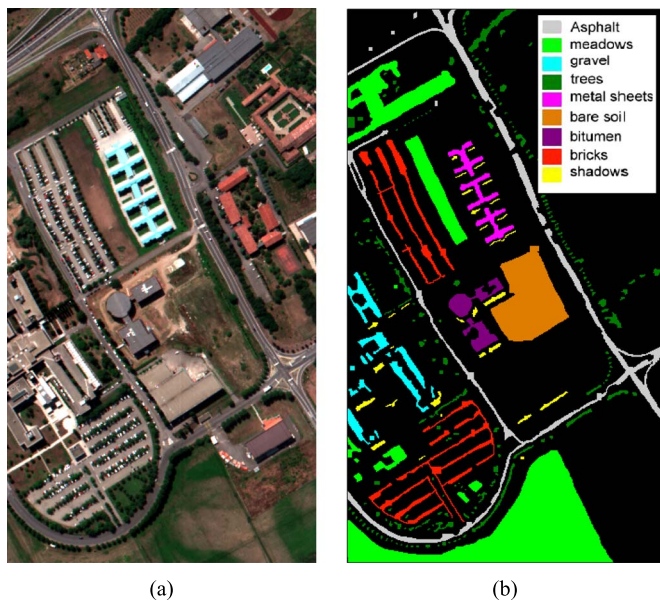 Asphalt
meadows
gravel
trees
metal sheets
bare soil
bitumen
bricks
shadows
(a)
(b)